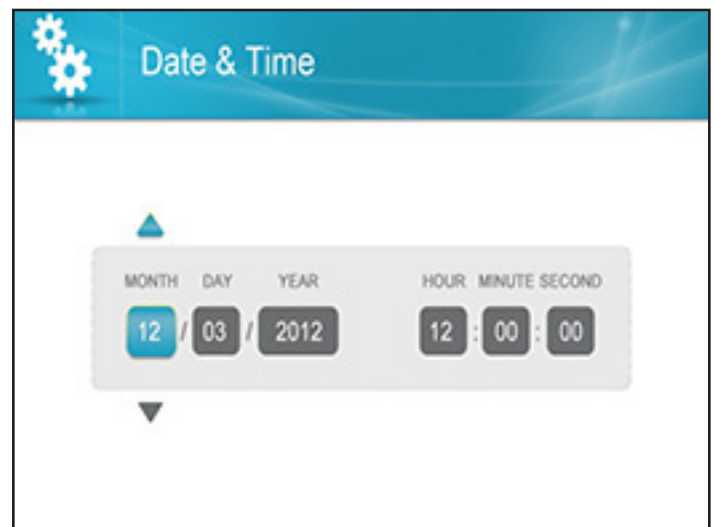 Date & Time
MONTH DAY YEAR HOUR MINUTE SECOND
12 / 03 / 2012 12 : 00 : 00